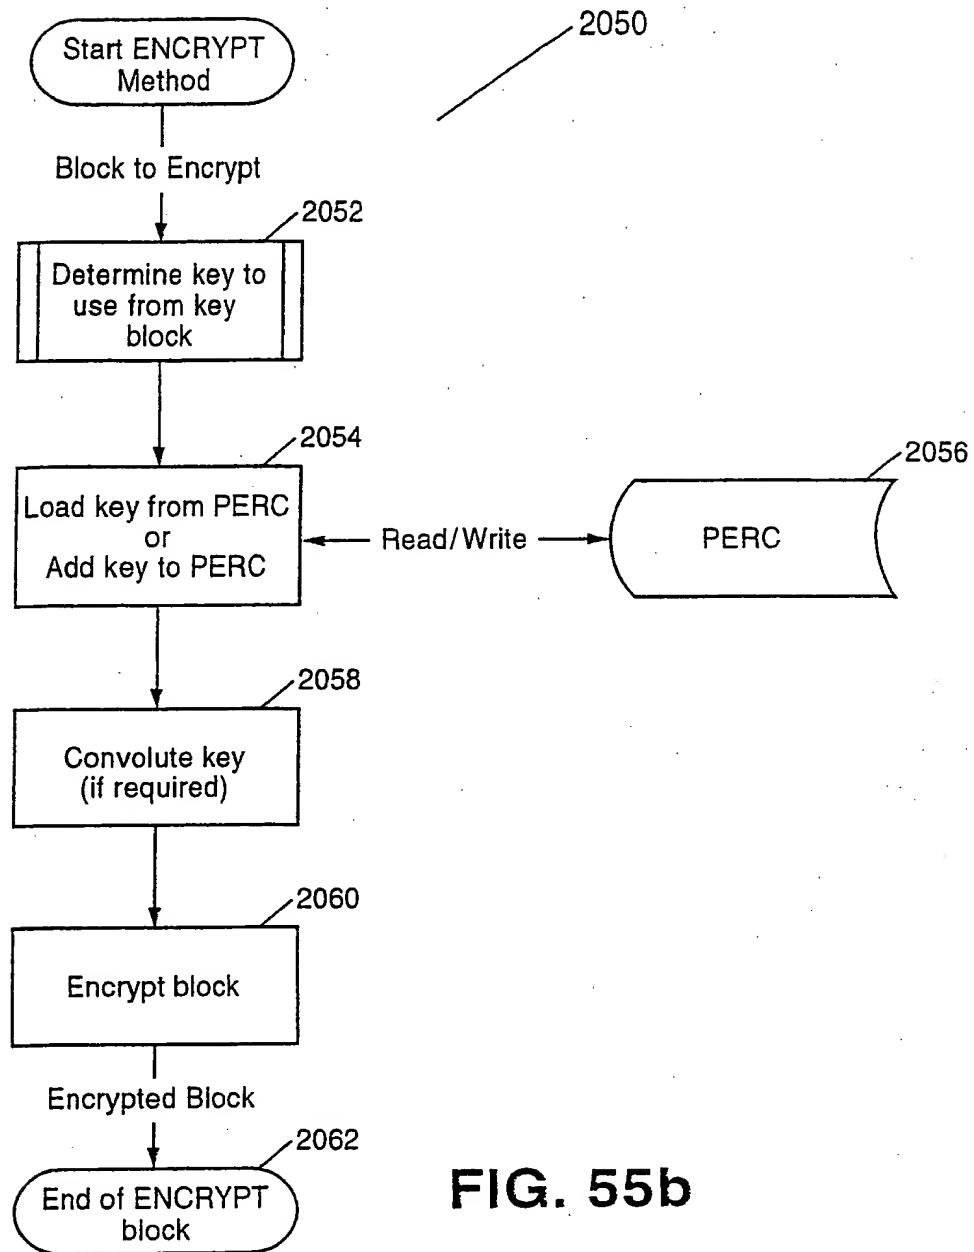 Start ENCRYPT
Method
2050
Block to Encrypt
2052
Determine key to
use from key
block
2054
Load key from PERC
or
Add key to PERC
Read/Write
2056
PERC
2058
Convolute key
(if required)
2060
Encrypt block
Encrypted Block
2062
End of ENCRYPT
block
FIG. 55b